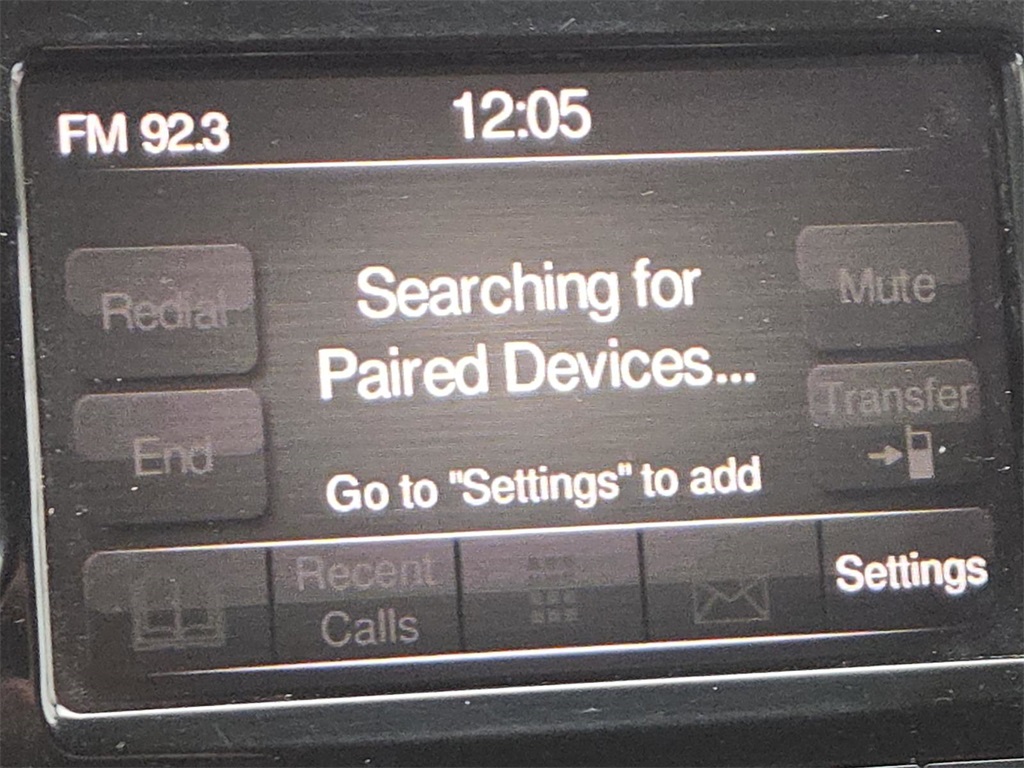 FM 92.3
12:05
Redial
Searching for
Paired Devices...
Mute
End
Transfer
Go to "Settings" to add
Recent
Calls
Settings